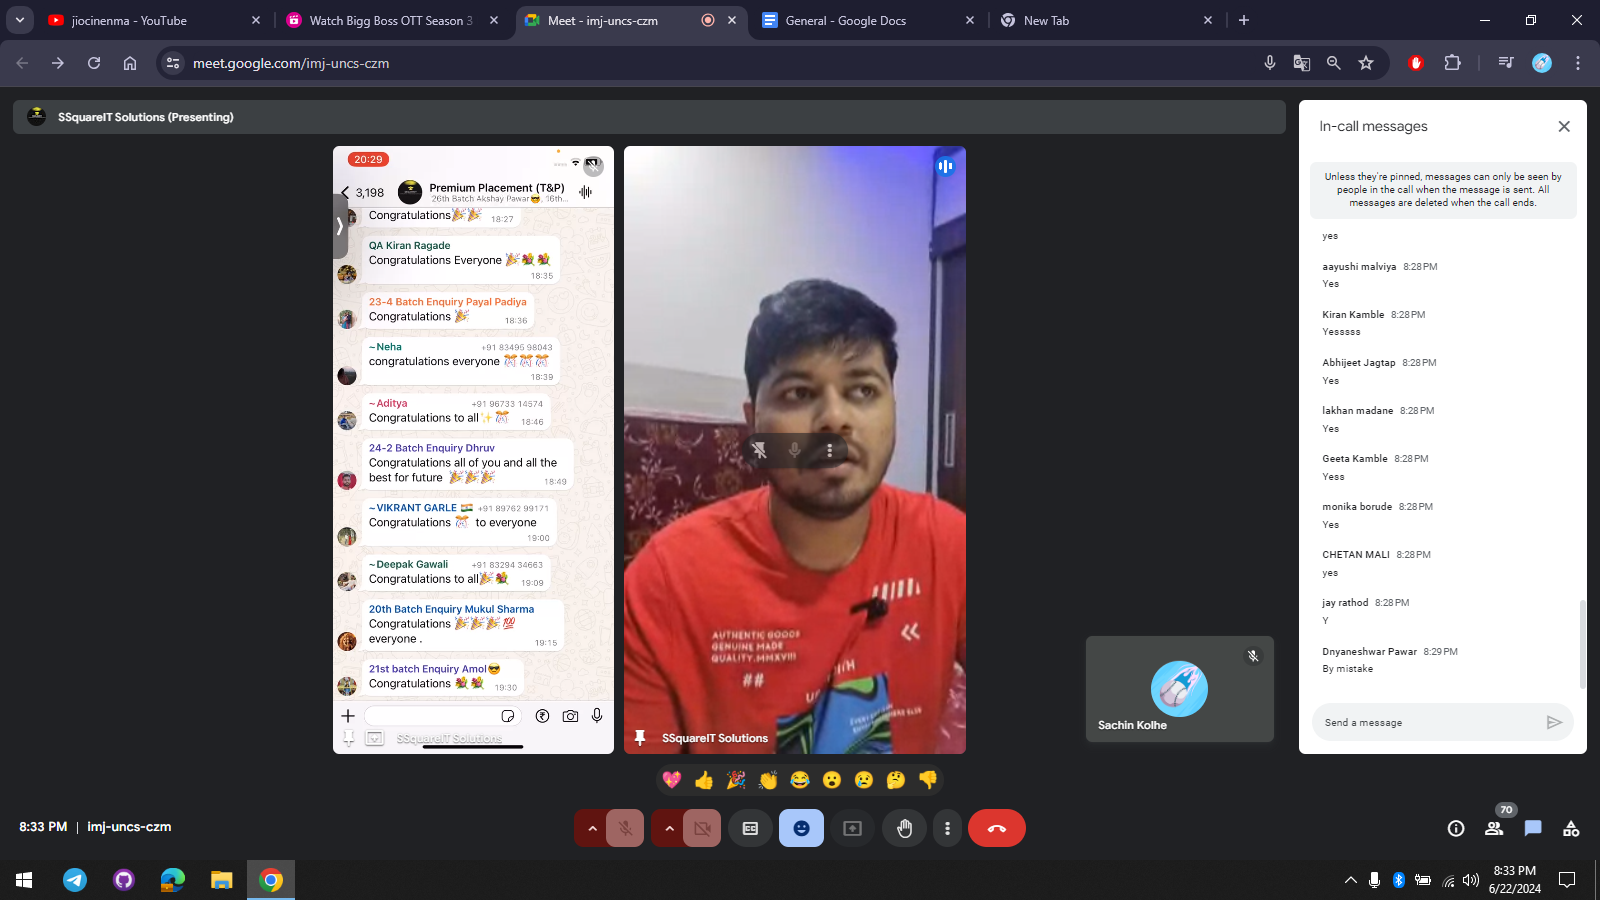 jiocinenma - YouTube
Watch Bigg Boss OTT Season 3
Meet - imj-uncs-czm
General - Google Docs
New Tab
meet.google.com/imj-uncs-czm
SSquareIT Solutions (Presenting)
20:29
3,198
Premium Placement (T&P)
26th Batch Akshay Pawar😎, 16th...
Congratulations🎉🎉 18:27
QA Kiran Ragade
Congratulations Everyone 🎉💐💐
18:35
23-4 Batch Enquiry Payal Padiya
Congratulations 🎉 18:36
~Neha +91 83495 98043
congratulations everyone 🎊🎊🎊
18:39
~Aditya +91 96733 14574
Congratulations to all✨🎊 18:46
24-2 Batch Enquiry Dhruv
Congratulations all of you and all the
best for future 🎉🎉🎉 18:49
~VIKRANT GARLE 🇮🇳 +91 89762 99171
Congratulations 🎊 to everyone
19:00
~Deepak Gawali +91 83294 34663
Congratulations to all🎉💐 19:09
20th Batch Enquiry Mukul Sharma
Congratulations 🎉🎉🎉💯
everyone . 19:15
21st batch Enquiry Amol😎
Congratulations 💐💐 19:30
SSquareIT Solutions
AUTHENTIC GOODS
GENUINE MADE
QUALITY.MMXVIII
##
SSquareIT Solutions
Sachin Kolhe
In-call messages
Unless they're pinned, messages can only be seen by
people in the call when the message is sent. All
messages are deleted when the call ends.
yes
aayushi malviya 8:28 PM
Yes
Kiran Kamble 8:28 PM
Yesssss
Abhijeet Jagtap 8:28 PM
Yes
lakhan madane 8:28 PM
Yes
Geeta Kamble 8:28 PM
Yess
monika borude 8:28 PM
Yes
CHETAN MALI 8:28 PM
yes
jay rathod 8:28 PM
Y
Dnyaneshwar Pawar 8:29 PM
By mistake
Send a message
💖👍🎉👏😂😮😢🤔👎
8:33 PM | imj-uncs-czm
70
8:33 PM
6/22/2024